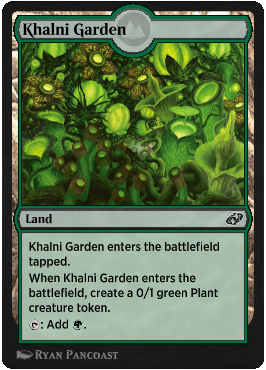 Khalni Garden
Land
Khalni Garden enters the battlefield
tapped.
When Khalni Garden enters the
battlefield, create a 0/1 green Plant
creature token.
: Add .
Ryan Pancoast